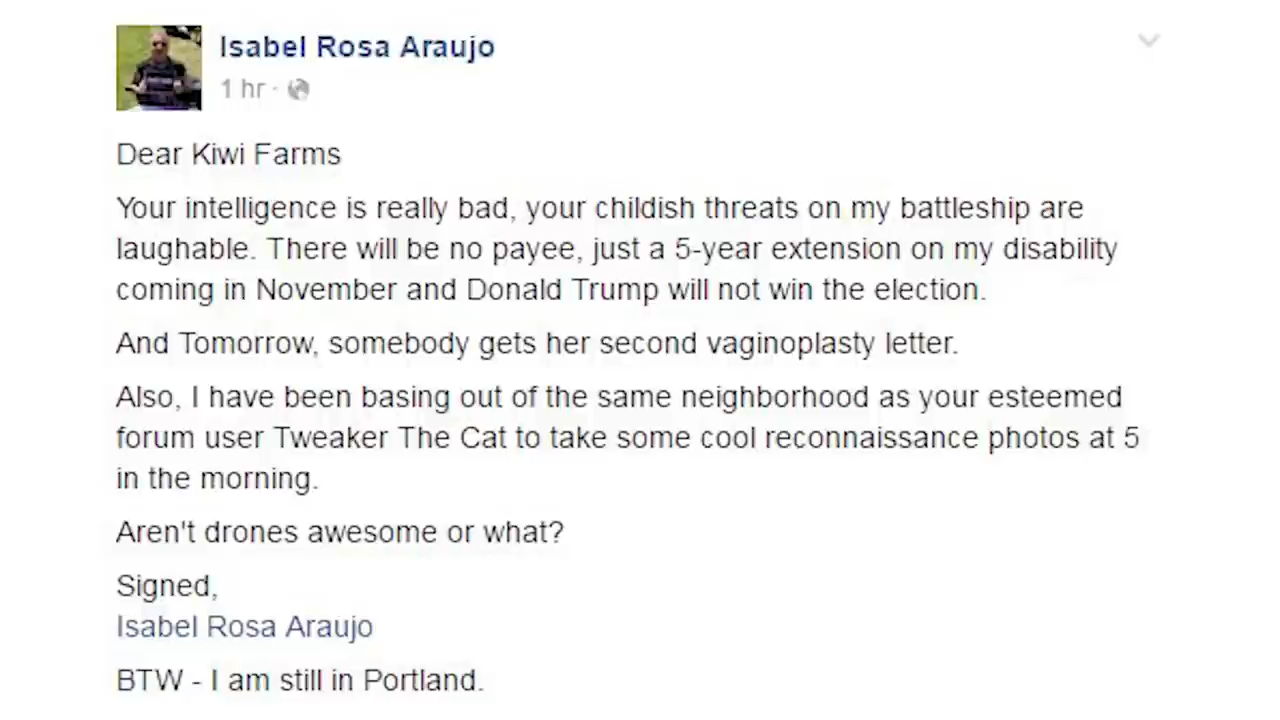 Isabel Rosa Araujo
1 hr ·
Dear Kiwi Farms
Your intelligence is really bad, your childish threats on my battleship are
laughable. There will be no payee, just a 5-year extension on my disability
coming in November and Donald Trump will not win the election.
And Tomorrow, somebody gets her second vaginoplasty letter.
Also, I have been basing out of the same neighborhood as your esteemed
forum user Tweaker The Cat to take some cool reconnaissance photos at 5
in the morning.
Aren't drones awesome or what?
Signed,
Isabel Rosa Araujo
BTW - I am still in Portland.